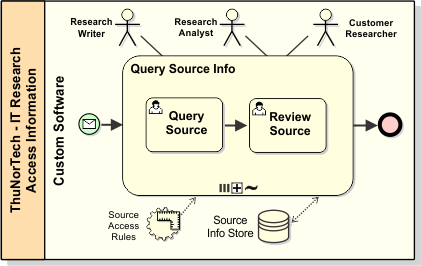 ThuNorTech - IT Research
Access Information
Custom Software
Research
Writer
Research
Analyst
Customer
Researcher
Query Source Info
Query
Source
Review
Source
Source
Access
Rules
Source
Info Store